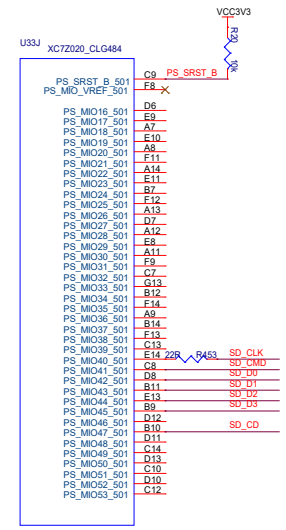 VCC3V3
R20
10k
U33J
XC7Z020_CLG484
PS_SRST_B_501 C9 PS_SRST_B
PS_MIO_VREF_501 F8
PS_MIO16_501 D6
PS_MIO17_501 E9
PS_MIO18_501 A7
PS_MIO19_501 E10
PS_MIO20_501 A8
PS_MIO21_501 F11
PS_MIO22_501 A14
PS_MIO23_501 E11
PS_MIO24_501 B7
PS_MIO25_501 F12
PS_MIO26_501 A13
PS_MIO27_501 D7
PS_MIO28_501 A12
PS_MIO29_501 E8
PS_MIO30_501 A11
PS_MIO31_501 F9
PS_MIO32_501 C7
PS_MIO33_501 G13
PS_MIO34_501 B12
PS_MIO35_501 F14
PS_MIO36_501 A9
PS_MIO37_501 B14
PS_MIO38_501 F13
PS_MIO39_501 C13
PS_MIO40_501 E14 22R R453 SD_CLK
PS_MIO41_501 C8 SD_CMD
PS_MIO42_501 D8 SD_D0
PS_MIO43_501 B11 SD_D1
PS_MIO44_501 E13 SD_D2
PS_MIO45_501 B9 SD_D3
PS_MIO46_501 D12
PS_MIO47_501 B10 SD_CD
PS_MIO48_501 D11
PS_MIO49_501 C14
PS_MIO50_501 D13
PS_MIO51_501 C10
PS_MIO52_501 D10
PS_MIO53_501 C12